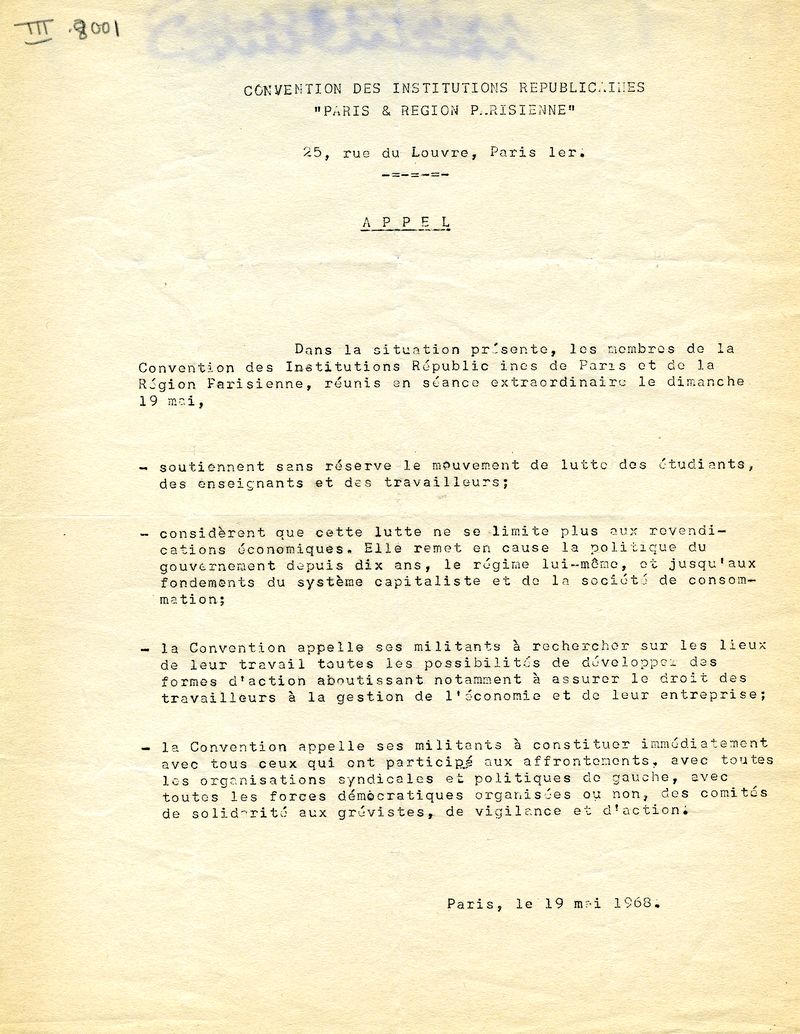 III .8001
CONVENTION DES INSTITUTIONS REPUBLICAINES
"PARIS & REGION PARISIENNE"
25, rue du Louvre, Paris 1er.
-=-=-=-
A P P E L
Dans la situation présente, les membres de la
Convention des Institutions Républic ines de Paris et de la
Région Parisienne, réunis en séance extraordinaire le dimanche
19 mai,
- soutiennent sans réserve le mouvement de lutte des étudiants,
des enseignants et des travailleurs;
- considèrent que cette lutte ne se limite plus aux revendi-
cations économiques. Elle remet en cause la politique du
gouvernement depuis dix ans, le régime lui-même, et jusqu'aux
fondements du système capitaliste et de la société de consom-
mation;
- la Convention appelle ses militants à rechercher sur les lieux
de leur travail toutes les possibilités de développer des
formes d'action aboutissant notamment à assurer le droit des
travailleurs à la gestion de l'économie et de leur entreprise;
- la Convention appelle ses militants à constituer immédiatement
avec tous ceux qui ont participé aux affrontements, avec toutes
les organisations syndicales et politiques de gauche, avec
toutes les forces démocratiques organisées ou non, des comités
de solidarité aux grévistes, de vigilance et d'action.
Paris, le 19 mai 1968.